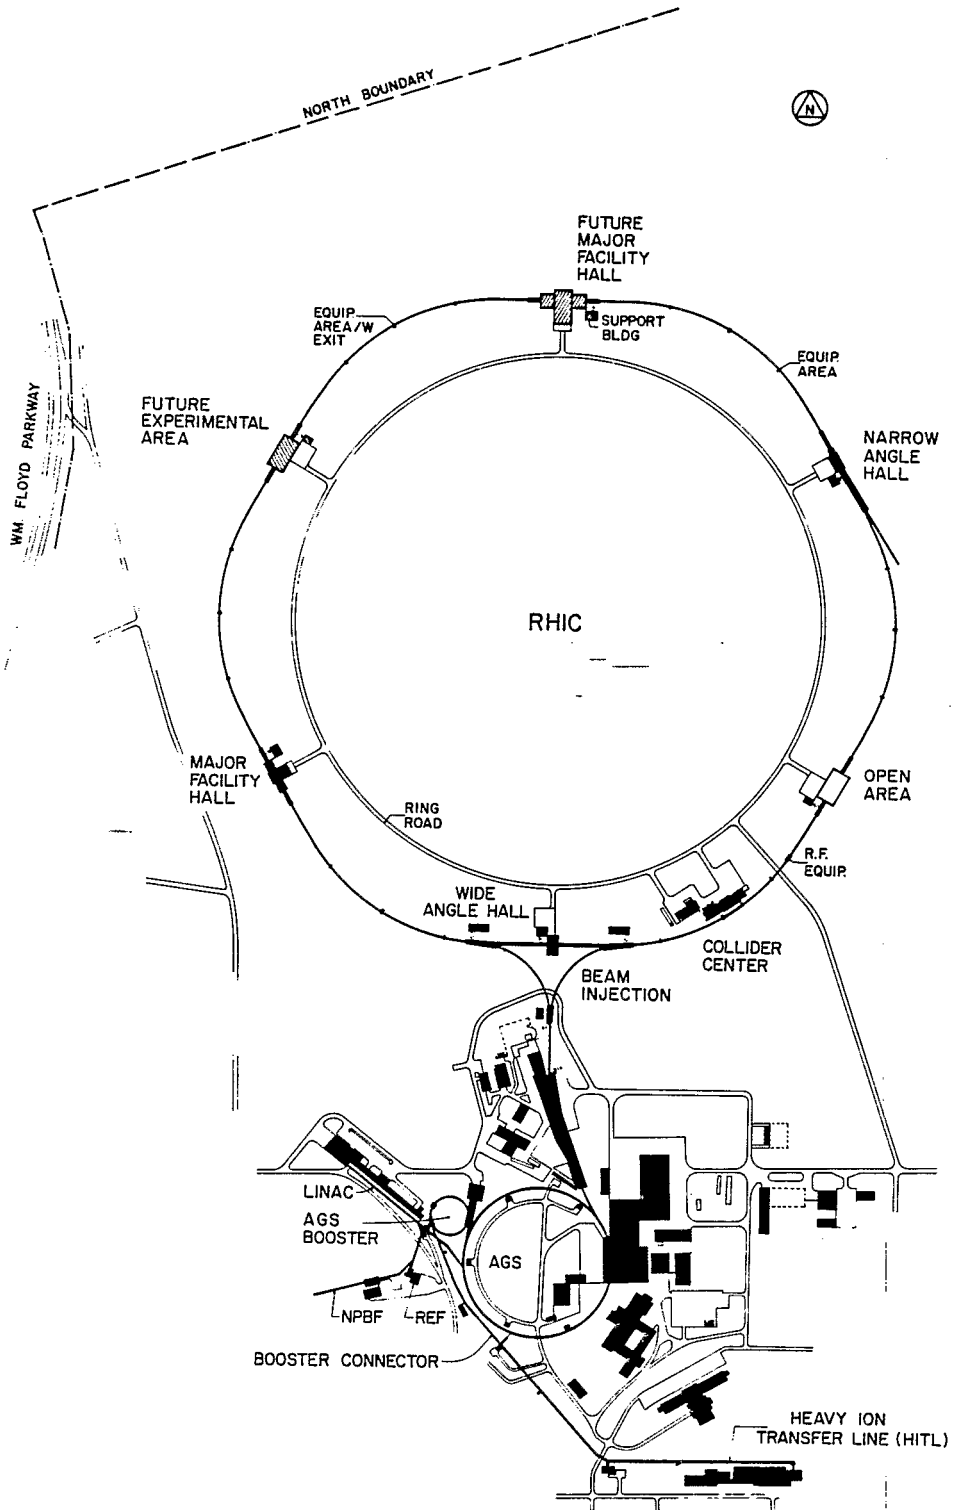 NORTH BOUNDARY
N
FUTURE
MAJOR
FACILITY
HALL
EQUIP.
AREA/W
EXIT
SUPPORT
BLDG
EQUIP.
AREA
WM. FLOYD PARKWAY
FUTURE
EXPERIMENTAL
AREA
NARROW
ANGLE
HALL
RHIC
MAJOR
FACILITY
HALL
OPEN
AREA
RING
ROAD
R.F.
EQUIP.
WIDE
ANGLE HALL
COLLIDER
CENTER
BEAM
INJECTION
LINAC
AGS
BOOSTER
AGS
NPBF
REF
BOOSTER CONNECTOR
HEAVY ION
TRANSFER LINE (HITL)